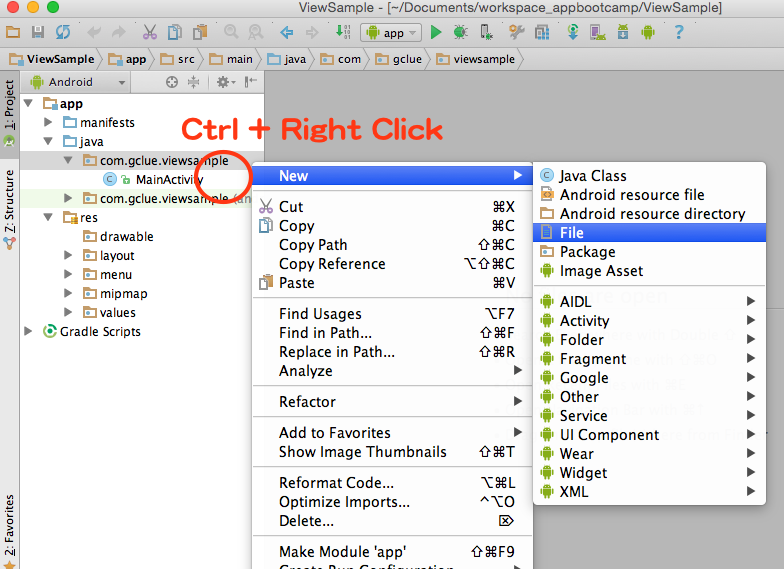 ViewSample - [~/Documents/workspace_appbootcamp/ViewSample]
app
ViewSample app src main java com gclue viewsample
1: Project
Z: Structure
2: Favorites
Android
app
manifests
java
com.gclue.viewsample
MainActivity
com.gclue.viewsample (an
res
drawable
layout
menu
mipmap
values
Gradle Scripts
Ctrl + Right Click
New
Cut ⌘X
Copy ⌘C
Copy Path ⇧⌘C
Copy Reference ⌥⇧⌘C
Paste ⌘V
Find Usages ⌥F7
Find in Path... ⇧⌘F
Replace in Path... ⇧⌘R
Analyze
Refactor
Add to Favorites
Show Image Thumbnails ⇧⌘T
Reformat Code... ⌥⌘L
Optimize Imports... ^⌥O
Delete... ⌦
Make Module 'app' ⇧⌘F9
Create Run Configuration
Java Class
Android resource file
Android resource directory
File
Package
Image Asset
AIDL
Activity
Folder
Fragment
Google
Other
Service
UI Component
Wear
Widget
XML